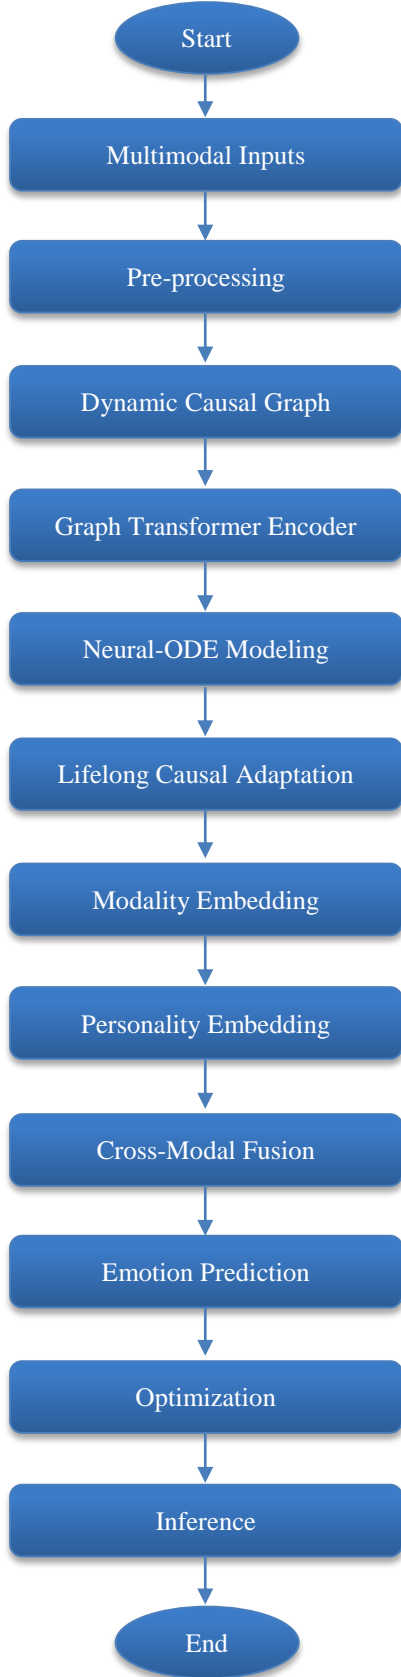 Start
Multimodal Inputs
Pre-processing
Dynamic Causal Graph
Graph Transformer Encoder
Neural-ODE Modeling
Lifelong Causal Adaptation
Modality Embedding
Personality Embedding
Cross-Modal Fusion
Emotion Prediction
Optimization
Inference
End